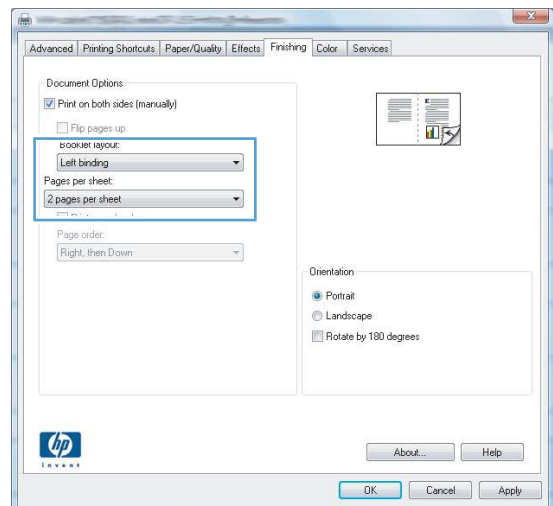 Advanced Printing Shortcuts Paper/Quality Effects Finishing Color Services
Document Options
Print on both sides (manually)
Flip pages up
Booklet layout:
Left binding
Pages per sheet:
2 pages per sheet
Page order:
Right, then Down
Orientation
Portrait
Landscape
Rotate by 180 degrees
hp
invent
About... Help
OK Cancel Apply